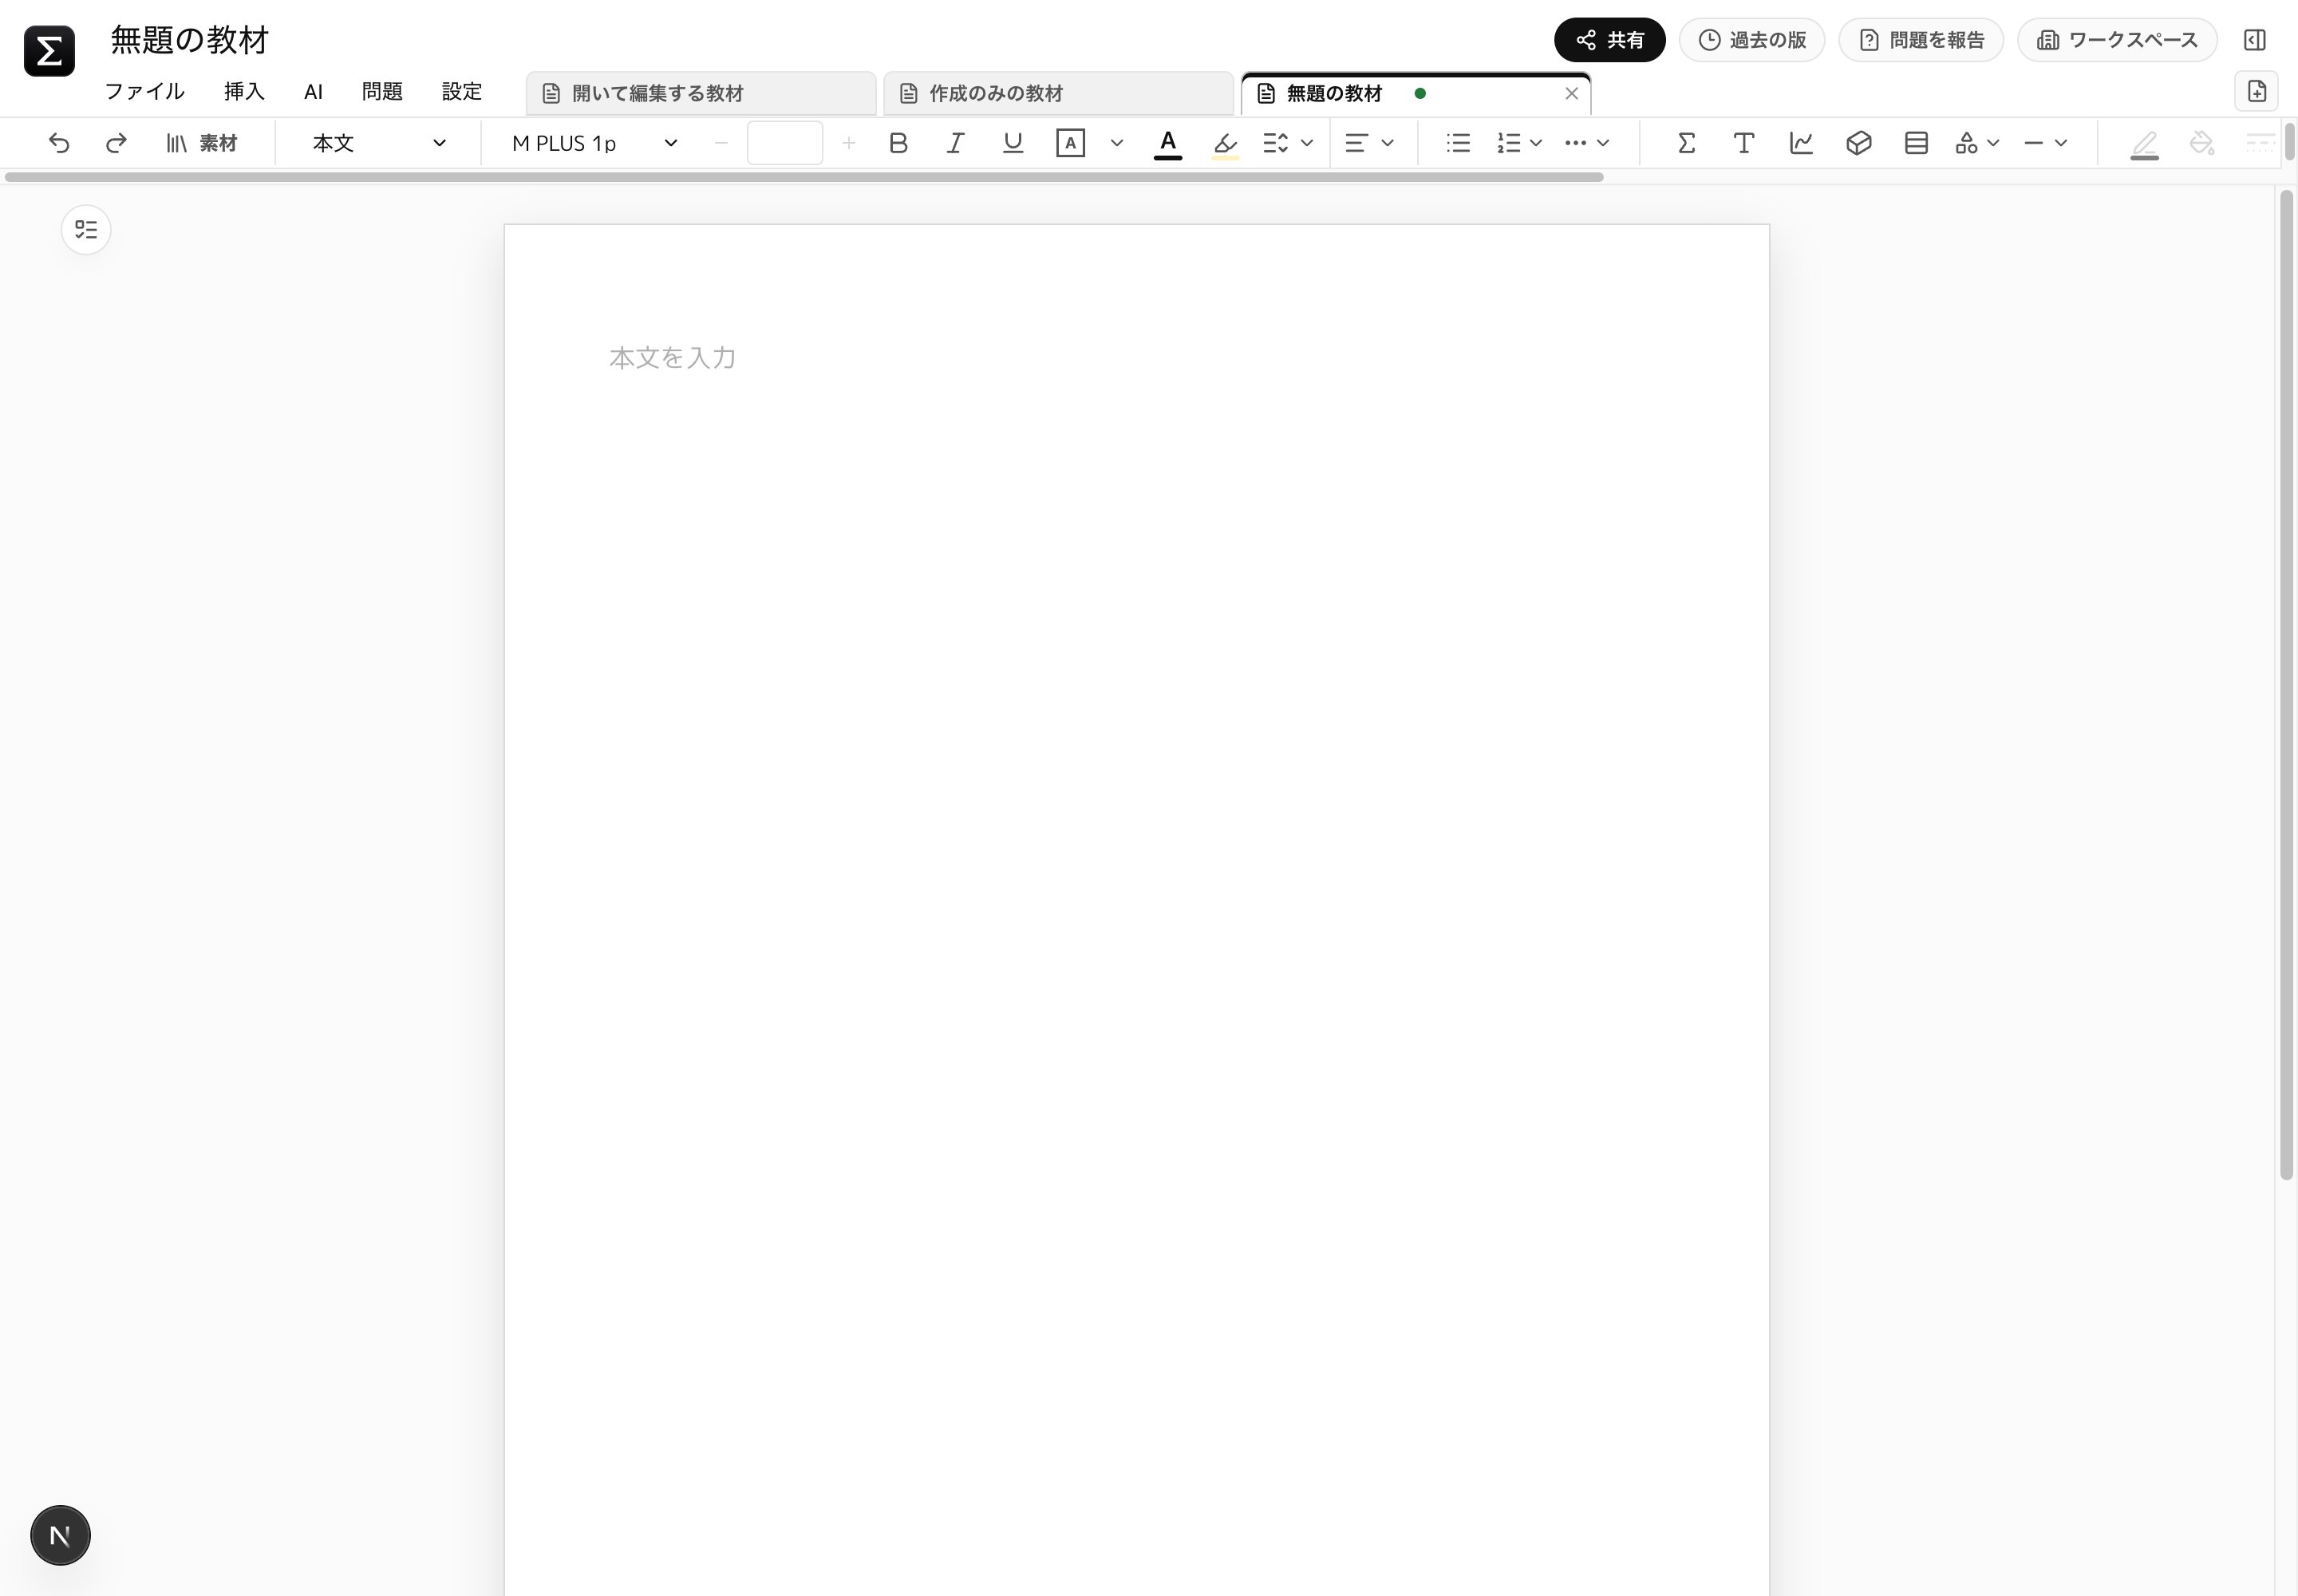 Σ
無題の教材
共有
過去の版
問題を報告
ワークスペース
ファイル 挿入 AI 問題 設定
開いて編集する教材
作成のみの教材
無題の教材
素材
本文
M PLUS 1p
本文を入力
N